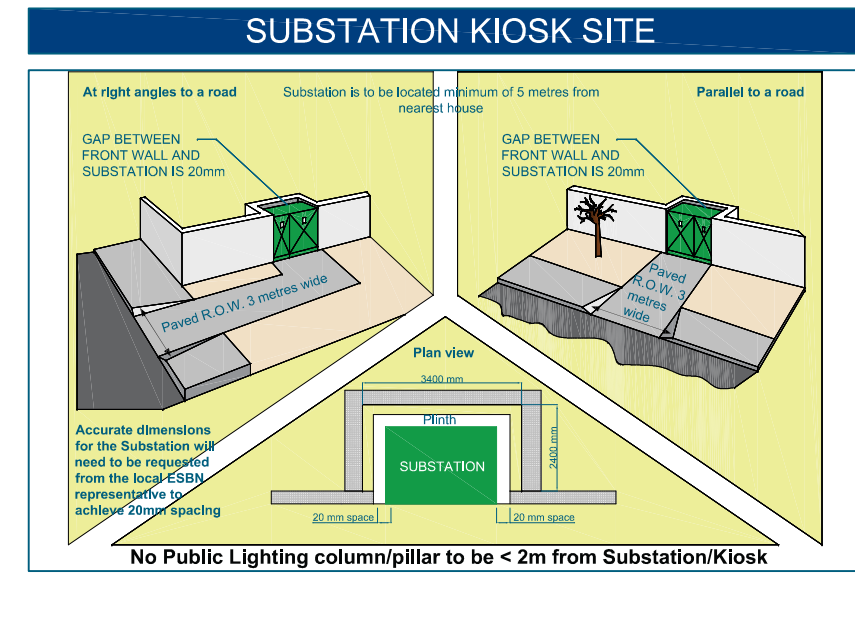 SUBSTATION KIOSK SITE
At right angles to a road
Substation is to be located minimum of 5 metres from
nearest house
Parallel to a road
GAP BETWEEN
FRONT WALL AND
SUBSTATION IS 20mm
GAP BETWEEN
FRONT WALL AND
SUBSTATION IS 20mm
Paved R.O.W. 3 metres wide
Paved
R.O.W. 3
metres
wide
Plan view
3400 mm
Plinth
2400 mm
SUBSTATION
20 mm space
20 mm space
Accurate dimensions
for the Substation will
need to be requested
from the local ESBN
representative to
achieve 20mm spacing
No Public Lighting column/pillar to be < 2m from Substation/Kiosk